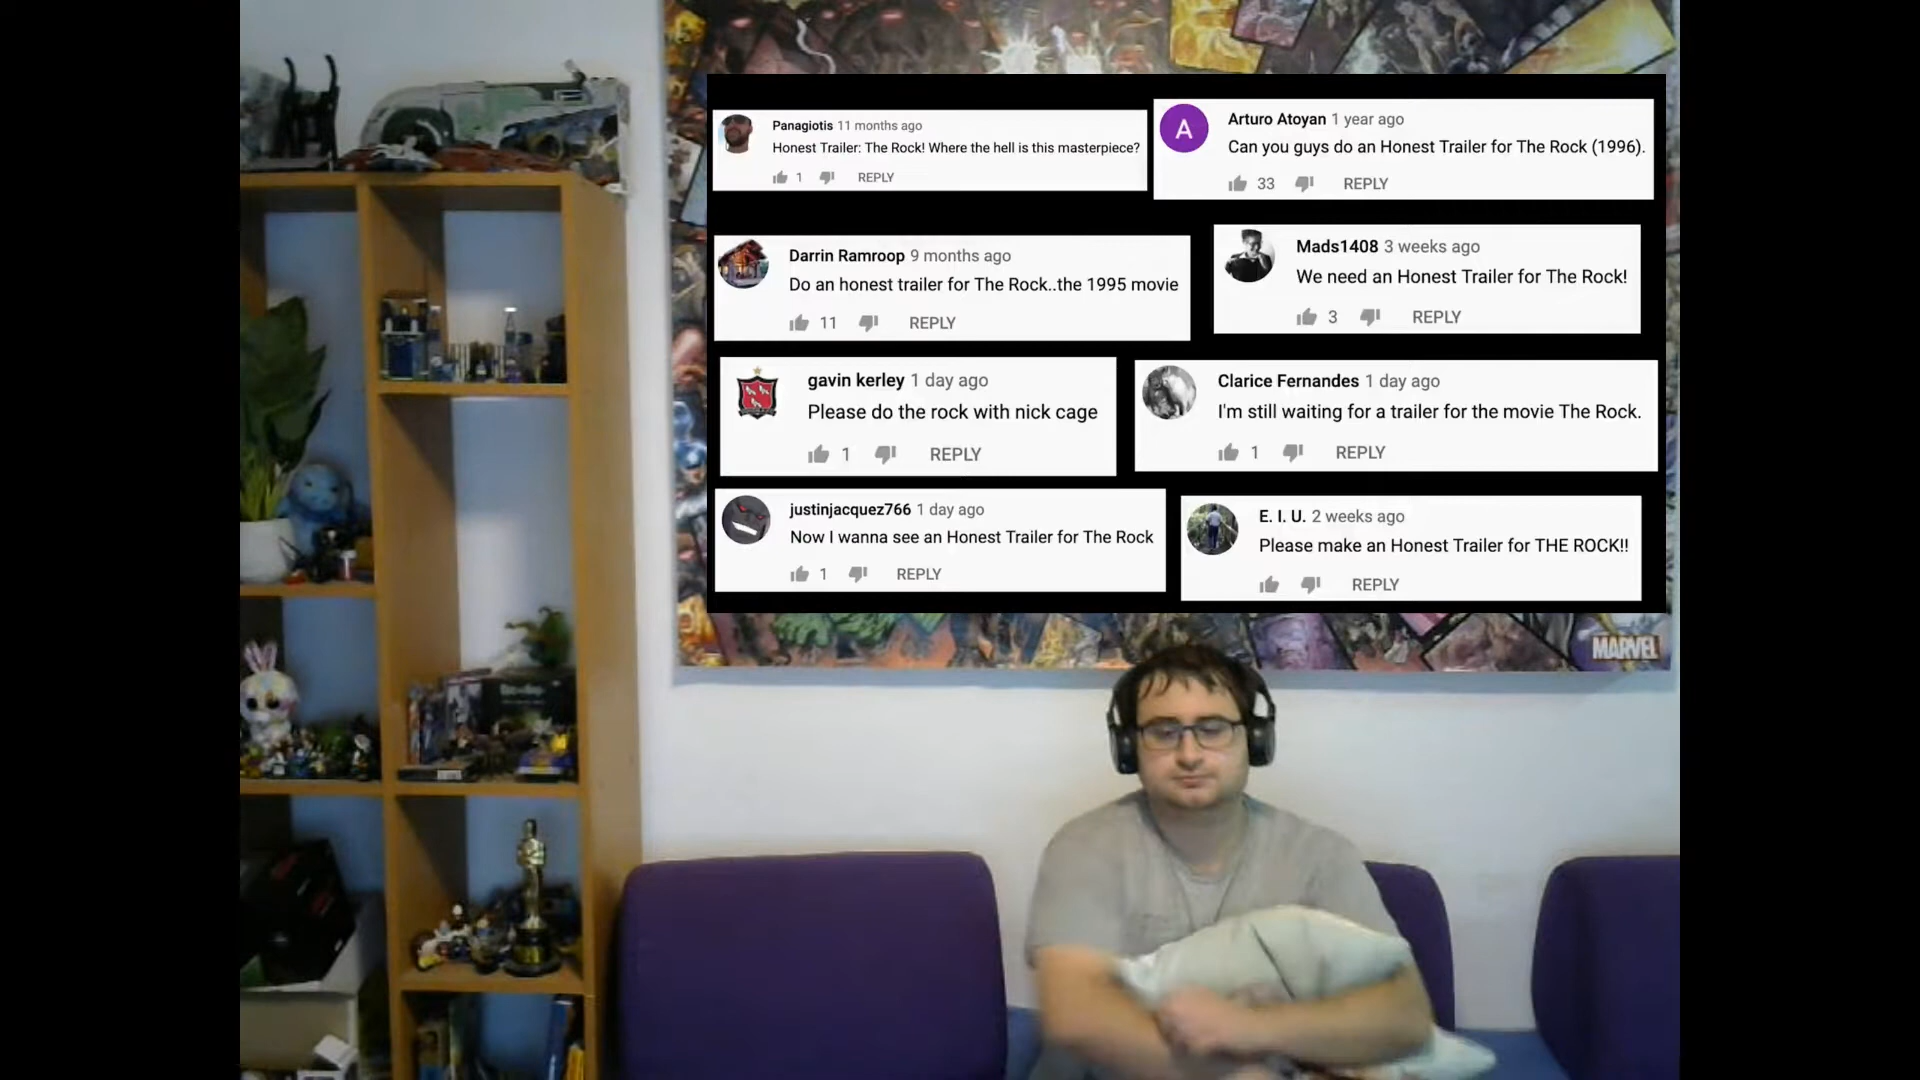 Panagiotis 11 months ago
Honest Trailer: The Rock! Where the hell is this masterpiece?
1 REPLY
Arturo Atoyan 1 year ago
A
Can you guys do an Honest Trailer for The Rock (1996).
33 REPLY
Darrin Ramroop 9 months ago
Do an honest trailer for The Rock..the 1995 movie
11 REPLY
Mads1408 3 weeks ago
We need an Honest Trailer for The Rock!
3 REPLY
gavin kerley 1 day ago
Please do the rock with nick cage
1 REPLY
Clarice Fernandes 1 day ago
I'm still waiting for a trailer for the movie The Rock.
1 REPLY
justinjacquez766 1 day ago
Now I wanna see an Honest Trailer for The Rock
1 REPLY
E. I. U. 2 weeks ago
Please make an Honest Trailer for THE ROCK!!
REPLY
MARVEL